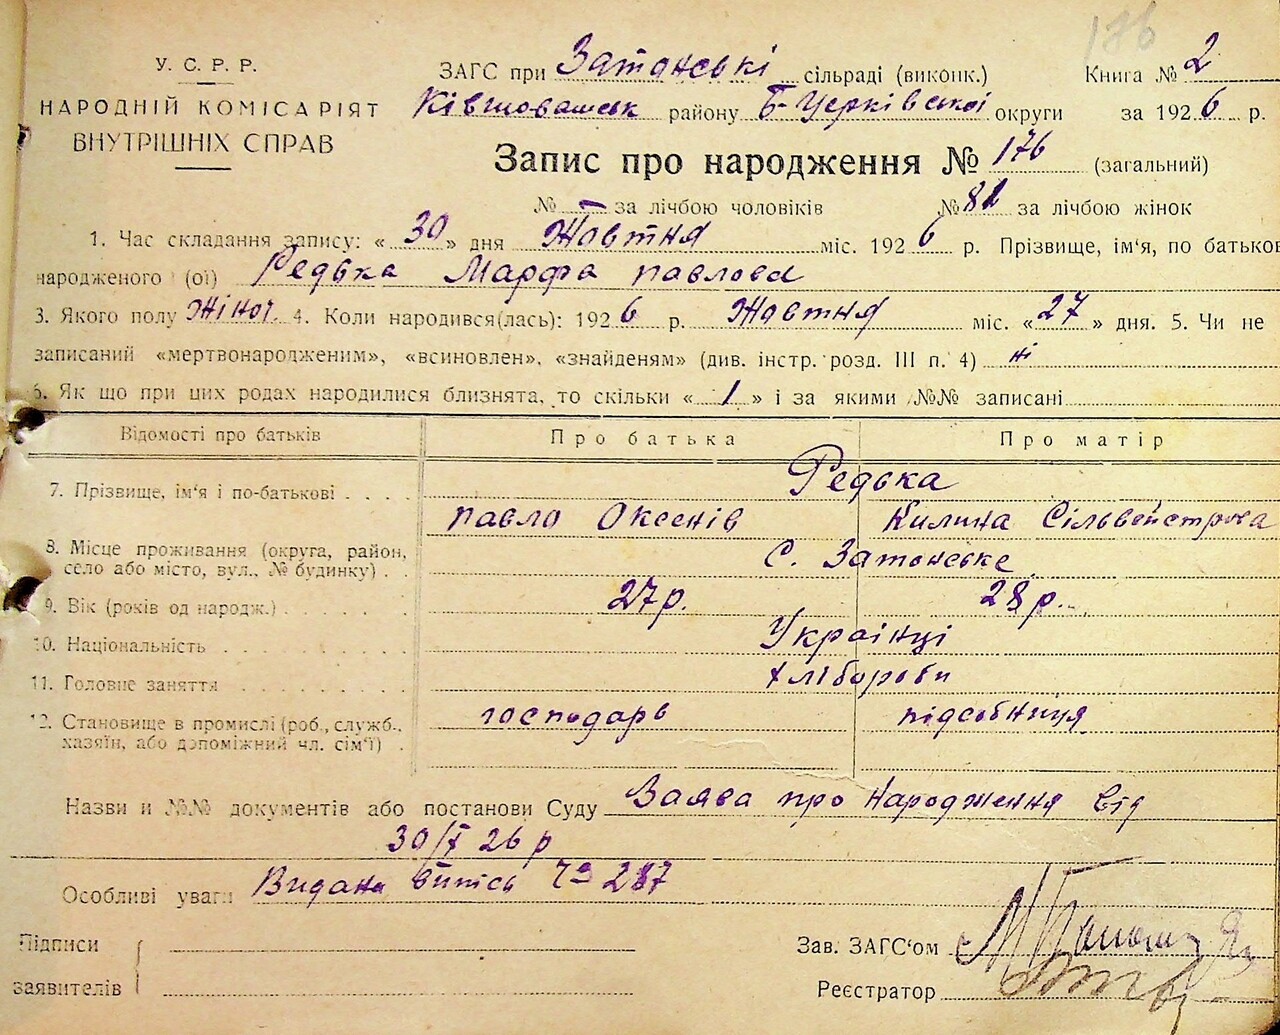 176
У. С. Р. Р.
НАРОДНІЙ КОМІСАРІЯТ
ВНУТРІШНІХ СПРАВ
ЗАГС при Затонські сільраді (виконк.) Книга № 2
Ківшовашськ району Б-Церківської округи за 1926 р.
Запис про народження № 176 (загальний)
№ – за лічбою чоловіків № 81 за лічбою жінок
1. Час складання запису: « 30 » дня Жовтня міс. 1926 р. Прізвище, ім'я, по батькові
народженого (ої) Редька Марфа Павлова
3. Якого полу Жіноч. 4. Коли народився(лась): 1926 р. Жовтня міс. « 27 » дня. 5. Чи не
записаний «мертвонародженим», «всиновлен», «знайденям» (див. інстр. розд. III п. 4) ні
6. Як що при цих родах народилися близнята, то скільки « 1 » і за якими №№ записані
Відомості про батьків Про батька Про матір
7. Прізвище, ім'я і по-батькові Редька
Павло Оксенів Килина Сільвейстрова
8. Місце проживання (округа, район,
село або місто, вул., № будинку) С. Затонське
9. Вік (років од народж.) 27 р. 28 р.
10. Національність Українці
11. Головне заняття Хлібороби
12. Становище в промислі (роб., служб., господарь підсобниця
хазяїн, або допоміжний чл. сім'ї)
Назви и №№ документів або постанови Суду Заява про народження від
30/X 26 р
Особливі уваги Видана випись № 287
Підписи
заявителів
Зав. ЗАГС'ом
Реєстратор